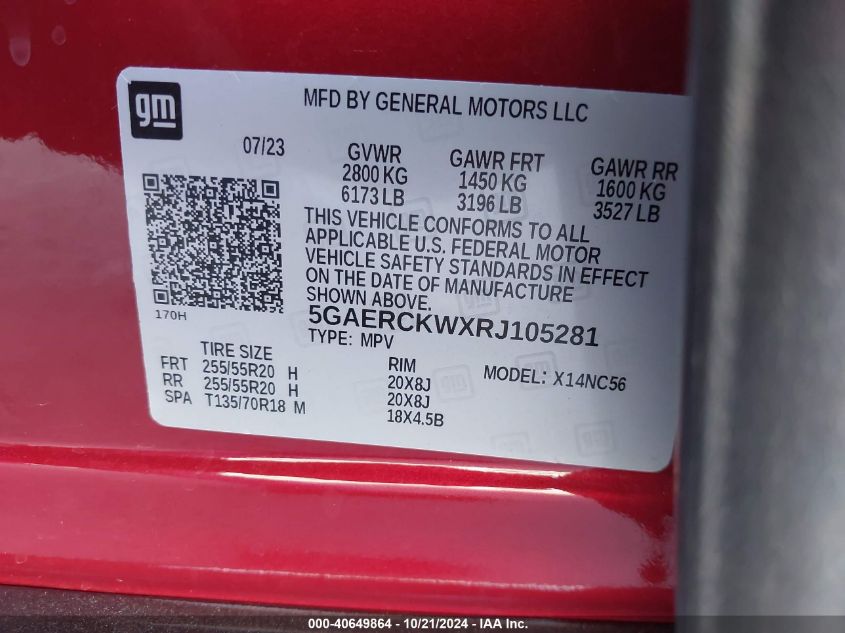 gm
MFD BY GENERAL MOTORS LLC
07/23
GVWR GAWR FRT GAWR RR
2800 KG 1450 KG 1600 KG
6173 LB 3196 LB 3527 LB
THIS VEHICLE CONFORMS TO ALL
APPLICABLE U.S. FEDERAL MOTOR
VEHICLE SAFETY STANDARDS IN EFFECT
ON THE DATE OF MANUFACTURE
SHOWN ABOVE.
170H
5GAERCKWXRJ105281
TYPE: MPV
TIRE SIZE RIM MODEL: X14NC56
FRT 255/55R20 H 20X8J
RR 255/55R20 H 20X8J
SPA T135/70R18 M 18X4.5B
000-40649864 - 10/21/2024 - IAA, Inc.